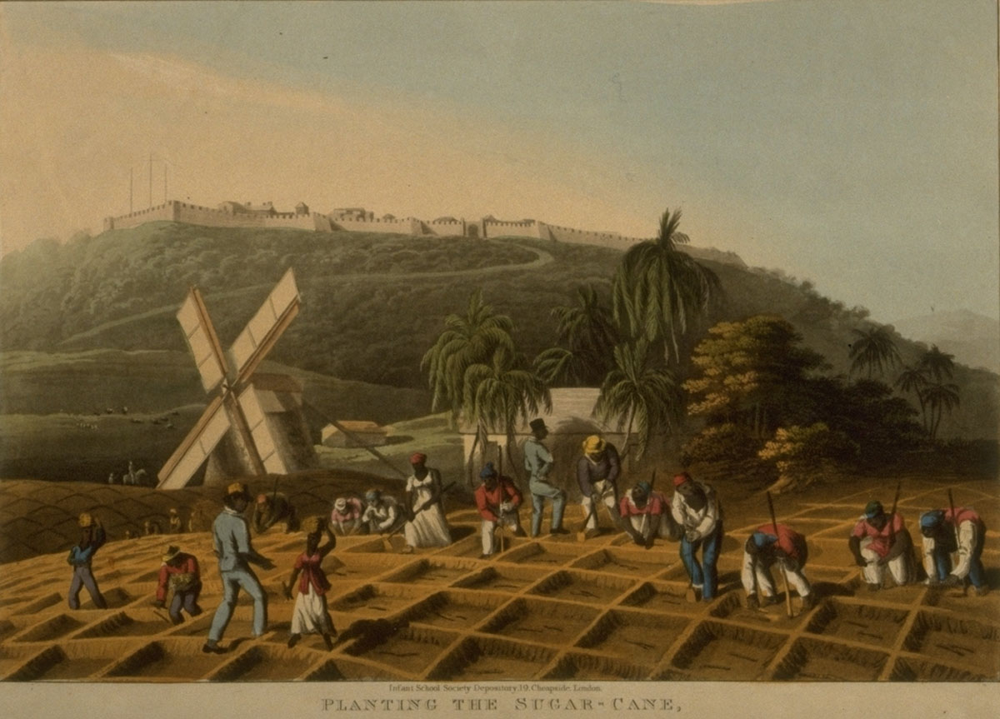 Infant School Society Depository, 19, Cheapside, London.
PLANTING THE SUGAR-CANE,